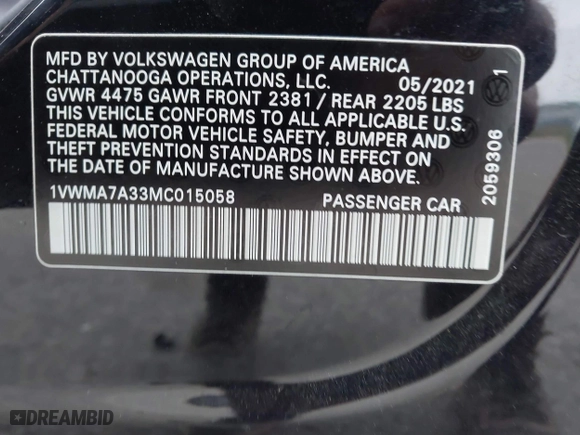 MFD BY VOLKSWAGEN GROUP OF AMERICA
CHATTANOOGA OPERATIONS, LLC. 05/2021
GVWR 4475 GAWR FRONT 2381 / REAR 2205 LBS
THIS VEHICLE CONFORMS TO ALL APPLICABLE U.S.
FEDERAL MOTOR VEHICLE SAFETY, BUMPER AND
THEFT PREVENTION STANDARDS IN EFFECT ON
THE DATE OF MANUFACTURE SHOWN ABOVE.
1VWMA7A33MC015058 PASSENGER CAR
2059306
1
DREAMBID